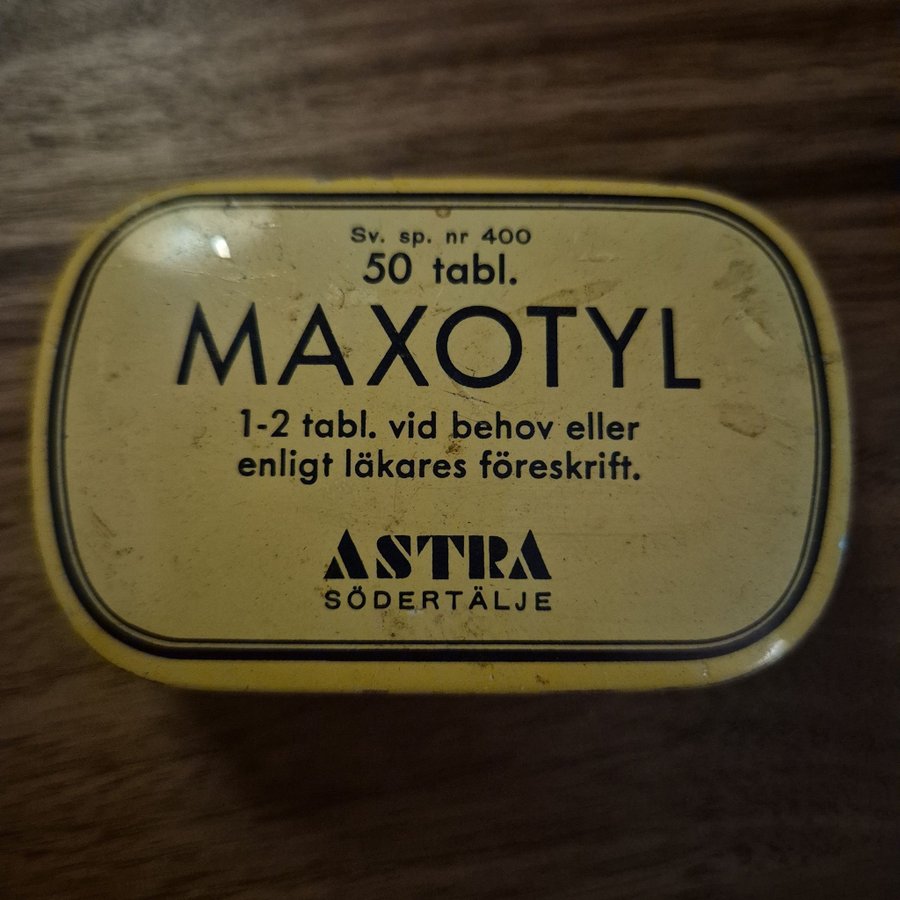 Sv. sp. nr 400
50 tabl.
MAXOTYL
1-2 tabl. vid behov eller
enligt läkares föreskrift.
ASTRA
SÖDERTÄLJE